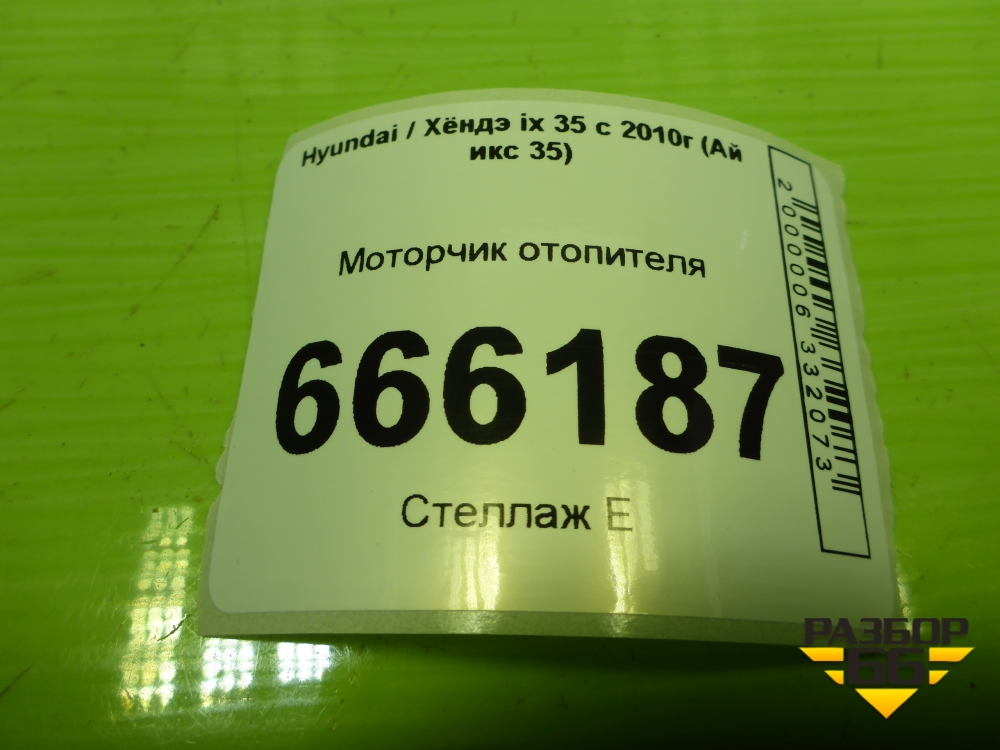 Hyundai / Хёндэ ix 35 с 2010г (Ай
икс 35)
Моторчик отопителя
666187
Стеллаж Е
2000006332073
РАЗБОР
66